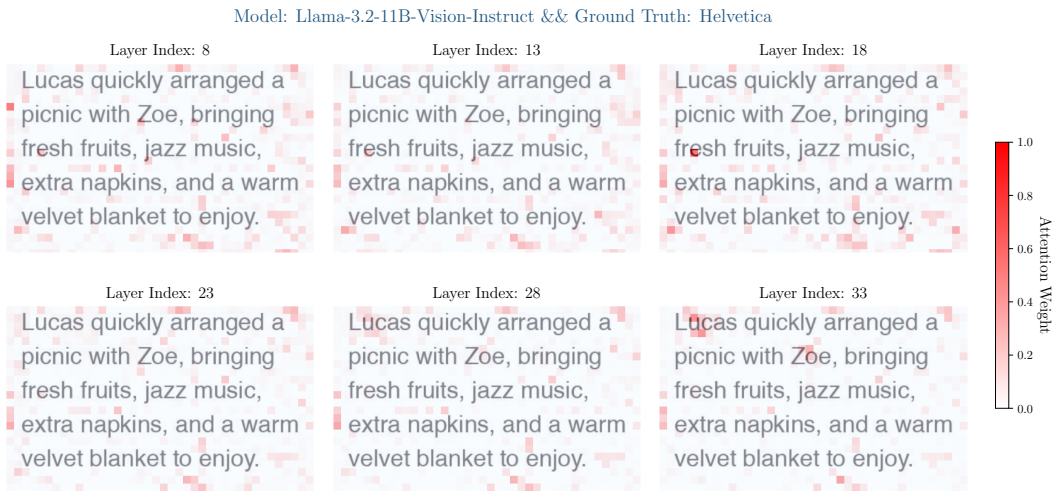 Model: Llama-3.2-11B-Vision-Instruct && Ground Truth: Helvetica
Layer Index: 8
Lucas quickly arranged a
picnic with Zoe, bringing
fresh fruits, jazz music,
extra napkins, and a warm
velvet blanket to enjoy.
Layer Index: 13
Lucas quickly arranged a
picnic with Zoe, bringing
fresh fruits, jazz music,
extra napkins, and a warm
velvet blanket to enjoy.
Layer Index: 18
Lucas quickly arranged a
picnic with Zoe, bringing
fresh fruits, jazz music,
extra napkins, and a warm
velvet blanket to enjoy.
Layer Index: 23
Lucas quickly arranged a
picnic with Zoe, bringing
fresh fruits, jazz music,
extra napkins, and a warm
velvet blanket to enjoy.
Layer Index: 28
Lucas quickly arranged a
picnic with Zoe, bringing
fresh fruits, jazz music,
extra napkins, and a warm
velvet blanket to enjoy.
Layer Index: 33
Lucas quickly arranged a
picnic with Zoe, bringing
fresh fruits, jazz music,
extra napkins, and a warm
velvet blanket to enjoy.
1.0
0.8
0.6
0.4
0.2
0.0
Attention Weight